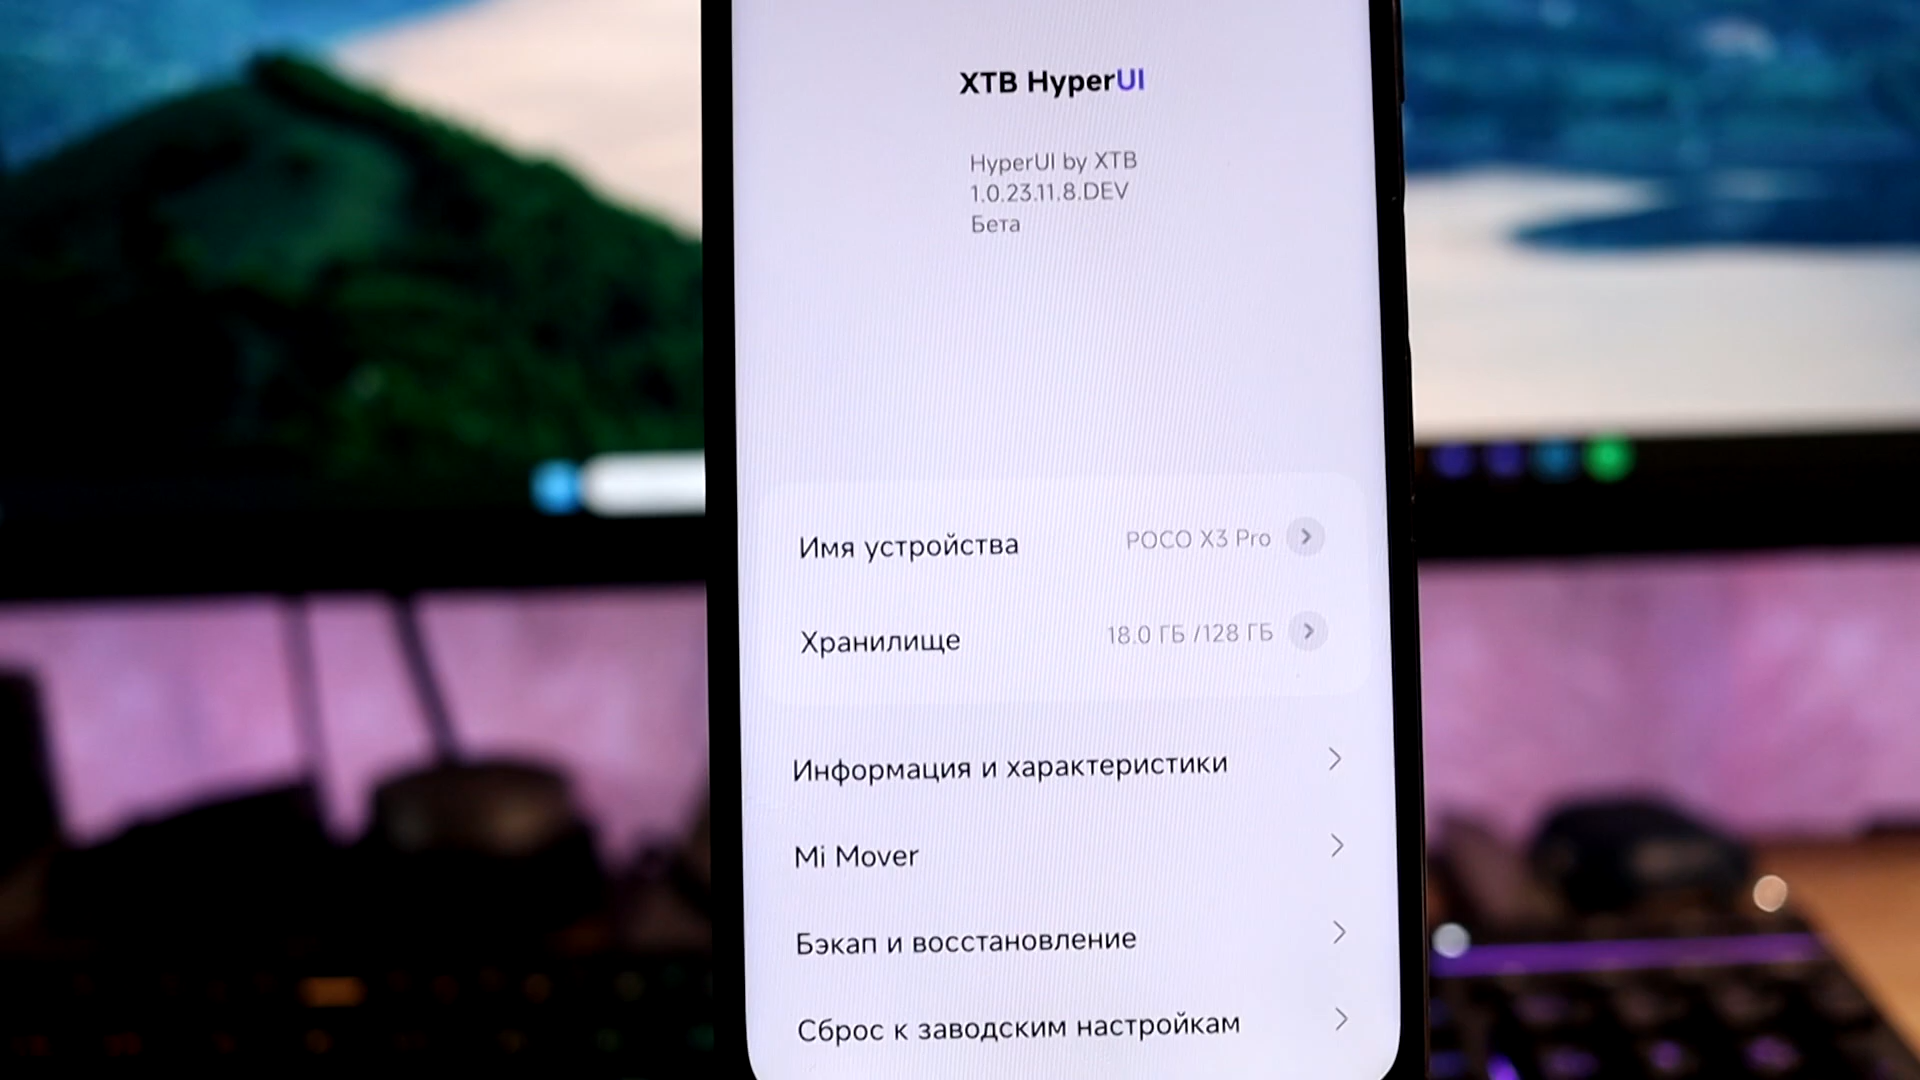 XTB HyperUI
HyperUI by XTB
1.0.23.11.8.DEV
Бета
Имя устройства POCO X3 Pro
Хранилище 18.0 ГБ /128 ГБ
Информация и характеристики
Mi Mover
Бэкап и восстановление
Сброс к заводским настройкам